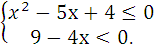 x² − 5x + 4 ≤ 0
9 − 4x < 0.